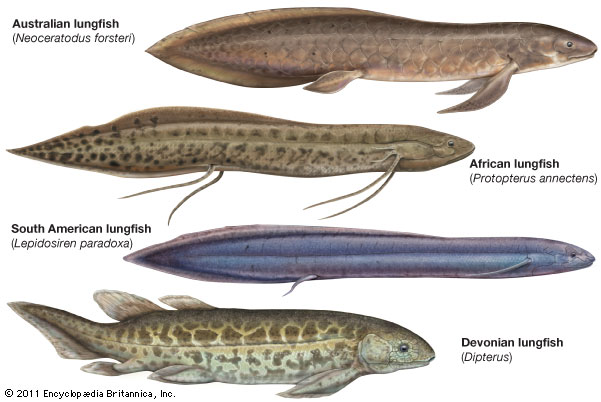 Australian lungfish
(Neoceratodus forsteri)
African lungfish
(Protopterus annectens)
South American lungfish
(Lepidosiren paradoxa)
Devonian lungfish
(Dipterus)
© 2011 Encyclopædia Britannica, Inc.